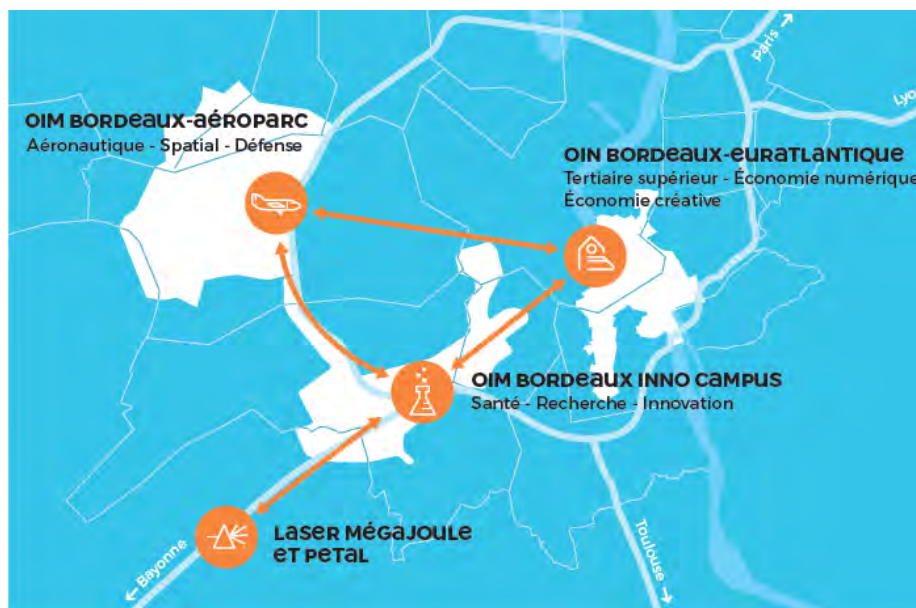 Paris
Lyo
OIM BORDEAUX-AÉROPARC
Aéronautique - Spatial - Défense
OIN BORDEAUX-EURATLANTIQUE
Tertiaire supérieur - Économie numérique
Économie créative
OIM BORDEAUX INNO CAMPUS
Santé - Recherche - Innovation
LASER MÉGAJOULE
ET PETAL
Bayonne
Toulouse